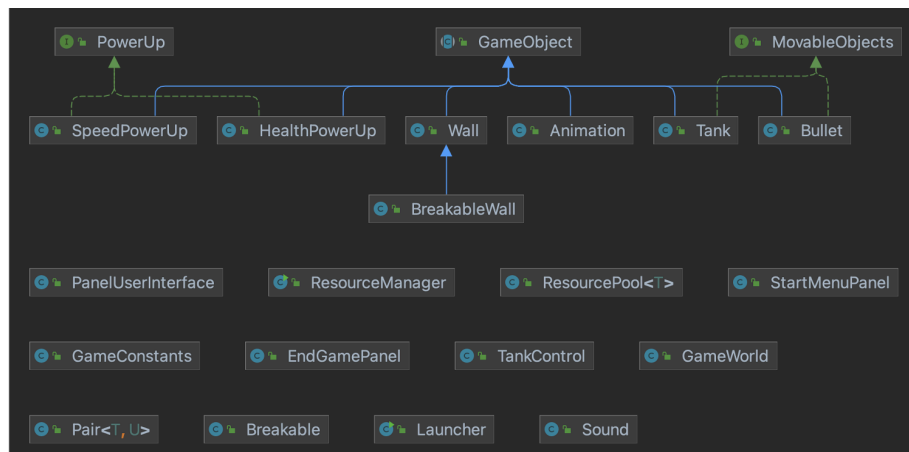 PowerUp GameObject MovableObjects
SpeedPowerUp HealthPowerUp Wall Animation Tank Bullet
BreakableWall
PanelUserInterface ResourceManager ResourcePool<T> StartMenuPanel
GameConstants EndGamePanel TankControl GameWorld
Pair<T, U> Breakable Launcher Sound